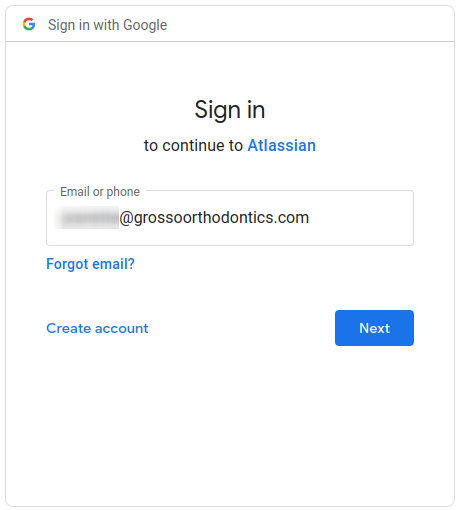 Sign in with Google
Sign in
to continue to Atlassian
Email or phone
@grossoorthodontics.com
Forgot email?
Create account
Next